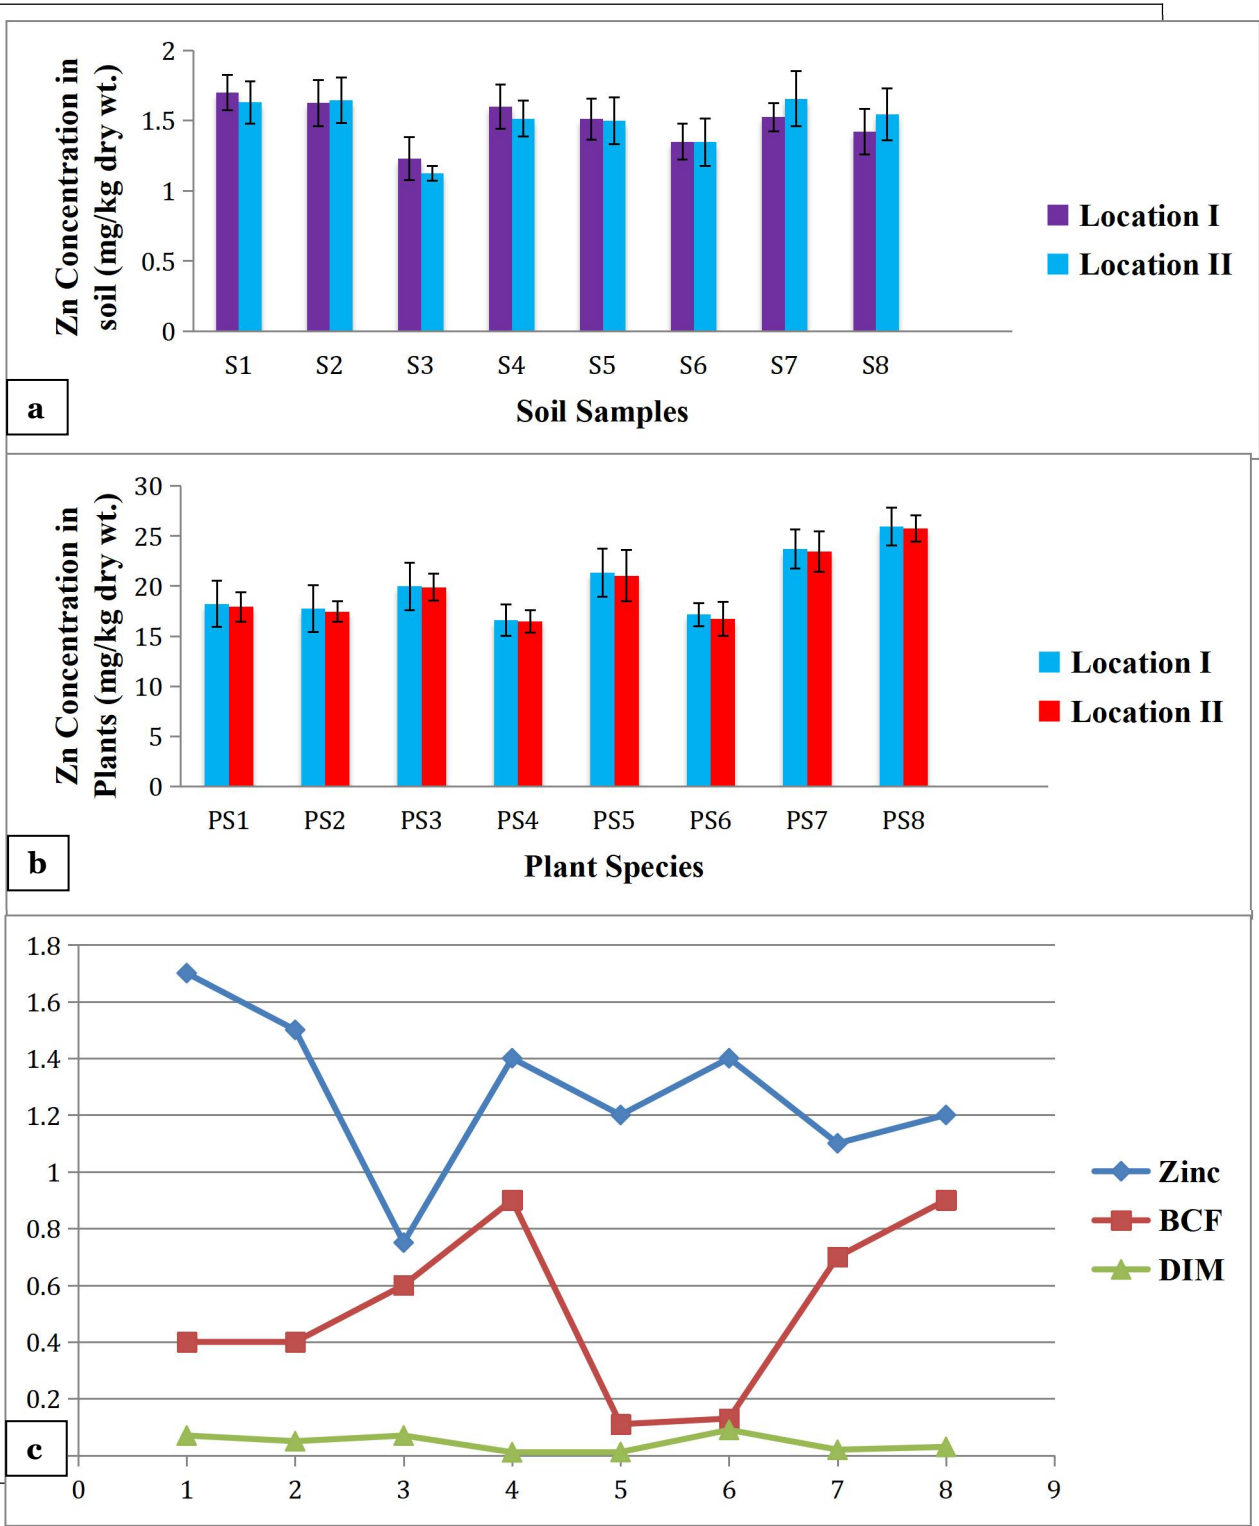 Zn Concentration in
soil (mg/kg dry wt.)
2
1.5
1
0.5
0
S1 S2 S3 S4 S5 S6 S7 S8
Soil Samples
Location I
Location II
a
Zn Concentration in
Plants (mg/kg dry wt.)
30
25
20
15
10
5
0
PS1 PS2 PS3 PS4 PS5 PS6 PS7 PS8
Plant Species
Location I
Location II
b
1.8
1.6
1.4
1.2
1
0.8
0.6
0.4
0.2
0 1 2 3 4 5 6 7 8 9
Zinc
BCF
DIM
c